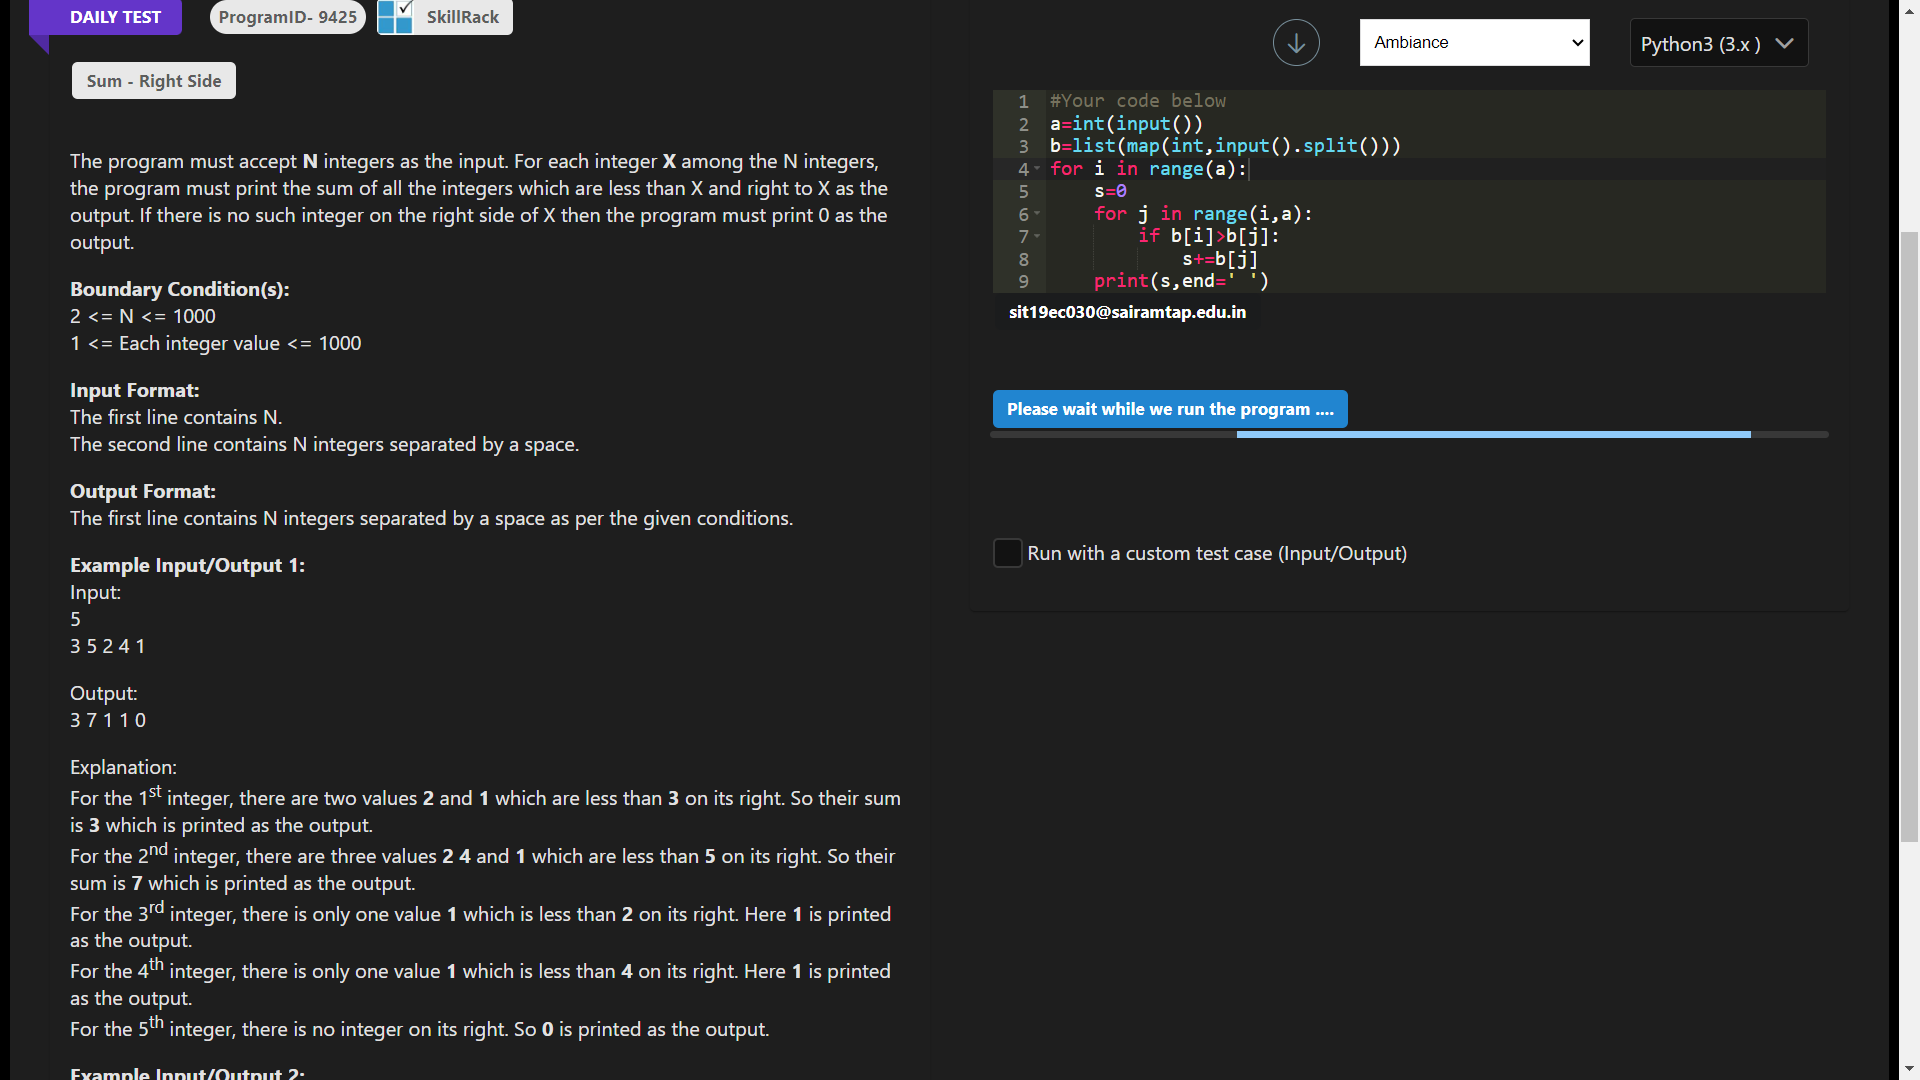 DAILY TEST
ProgramID- 9425
SkillRack
Sum - Right Side
The program must accept N integers as the input. For each integer X among the N integers,
the program must print the sum of all the integers which are less than X and right to X as the
output. If there is no such integer on the right side of X then the program must print 0 as the
output.
Boundary Condition(s):
2 <= N <= 1000
1 <= Each integer value <= 1000
Input Format:
The first line contains N.
The second line contains N integers separated by a space.
Output Format:
The first line contains N integers separated by a space as per the given conditions.
Example Input/Output 1:
Input:
5
3 5 2 4 1
Output:
3 7 1 1 0
Explanation:
For the 1st integer, there are two values 2 and 1 which are less than 3 on its right. So their sum
is 3 which is printed as the output.
For the 2nd integer, there are three values 2 4 and 1 which are less than 5 on its right. So their
sum is 7 which is printed as the output.
For the 3rd integer, there is only one value 1 which is less than 2 on its right. Here 1 is printed
as the output.
For the 4th integer, there is only one value 1 which is less than 4 on its right. Here 1 is printed
as the output.
For the 5th integer, there is no integer on its right. So 0 is printed as the output.
Example Input/Output 2:
Ambiance
Python3 (3.x )
1 #Your code below
2 a=int(input())
3 b=list(map(int,input().split()))
4 for i in range(a):
5     s=0
6     for j in range(i,a):
7         if b[i]>b[j]:
8             s+=b[j]
9     print(s,end=' ')
sit19ec030@sairamtap.edu.in
Please wait while we run the program ....
Run with a custom test case (Input/Output)